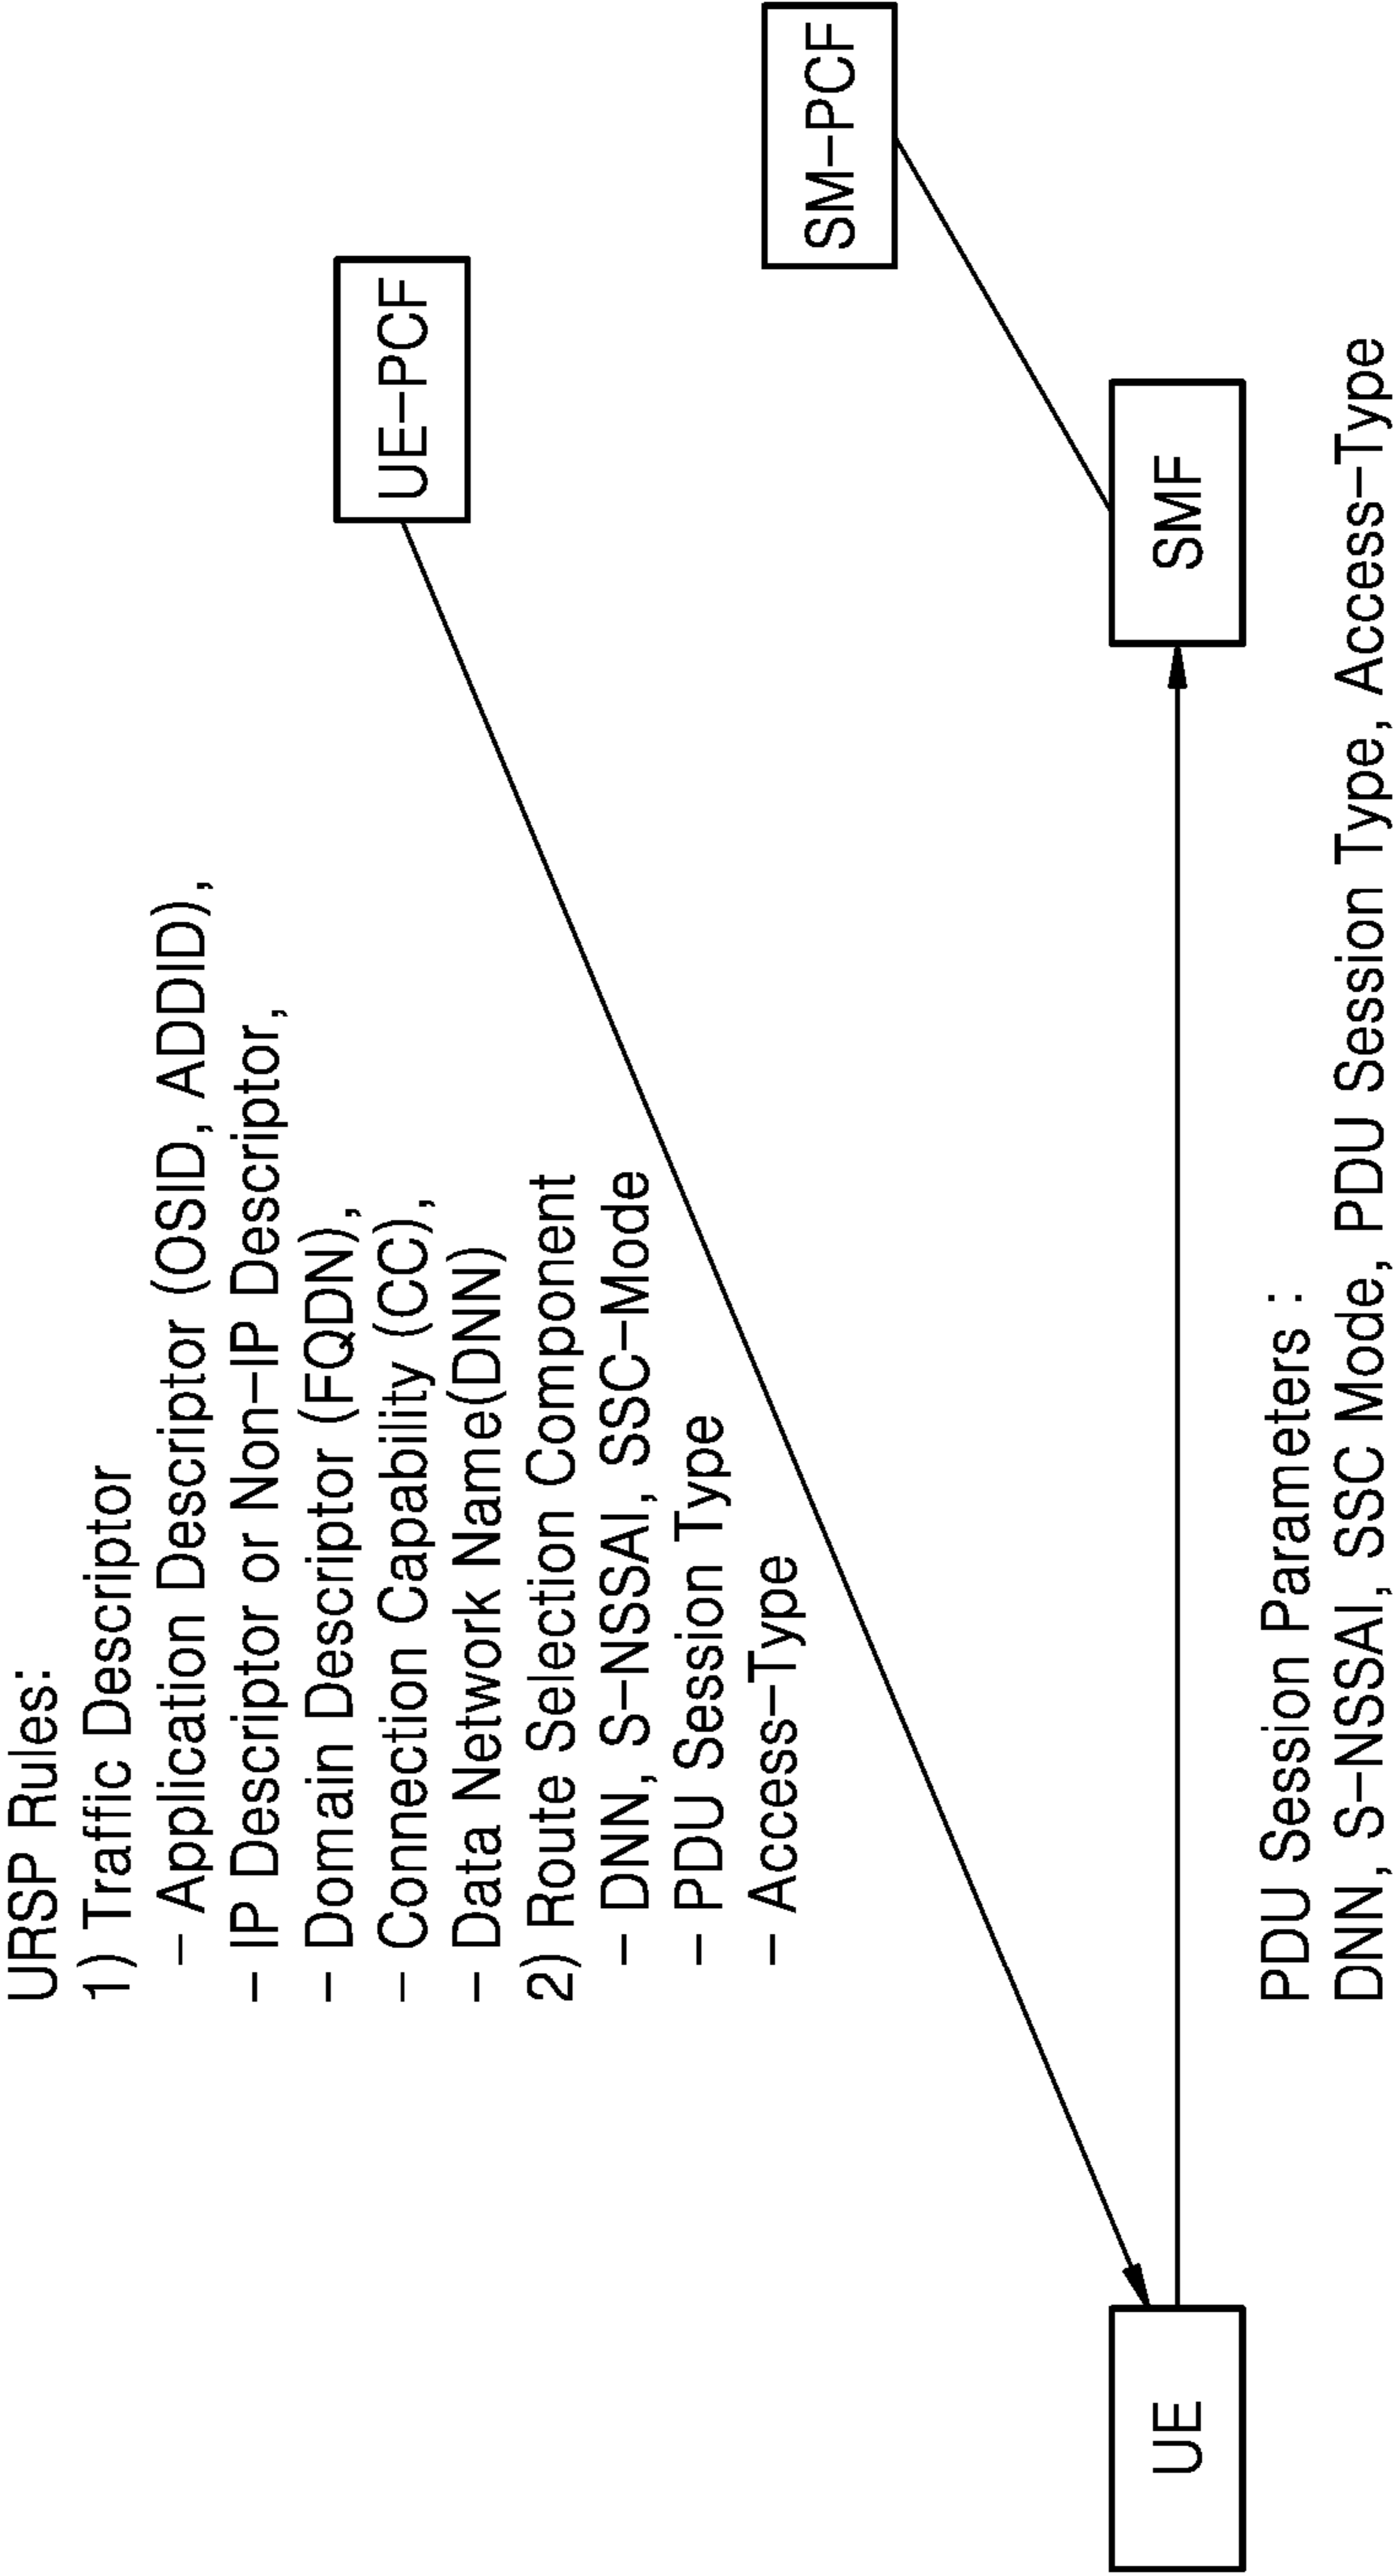 URSP Rules:
1) Traffic Descriptor
– Application Descriptor (OSID, ADDID),
– IP Descriptor or Non–IP Descriptor,
– Domain Descriptor (FQDN),
– Connection Capability (CC),
– Data Network Name(DNN)
2) Route Selection Component
– DNN, S–NSSAI, SSC–Mode
– PDU Session Type
– Access–Type
UE–PCF
SM–PCF
UE
SMF
PDU Session Parameters :
DNN, S–NSSAI, SSC Mode, PDU Session Type, Access–Type